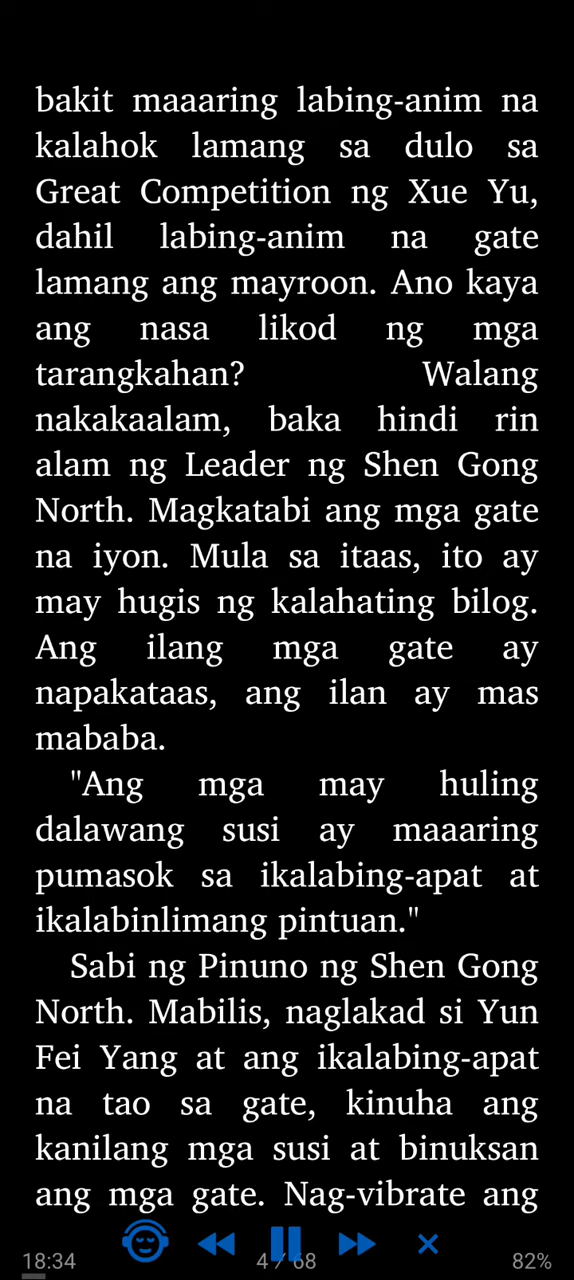 bakit maaaring labing-anim na
kalahok lamang sa dulo sa
Great Competition ng Xue Yu,
dahil labing-anim na gate
lamang ang mayroon. Ano kaya
ang nasa likod ng mga
tarangkahan? Walang
nakakaalam, baka hindi rin
alam ng Leader ng Shen Gong
North. Magkatabi ang mga gate
na iyon. Mula sa itaas, ito ay
may hugis ng kalahating bilog.
Ang ilang mga gate ay
napakataas, ang ilan ay mas
mababa.
"Ang mga may huling
dalawang susi ay maaaring
pumasok sa ikalabing-apat at
ikalabinlimang pintuan."
Sabi ng Pinuno ng Shen Gong
North. Mabilis, naglakad si Yun
Fei Yang at ang ikalabing-apat
na tao sa gate, kinuha ang
kanilang mga susi at binuksan
ang mga gate. Nag-vibrate ang
18:34 4 / 68 82%